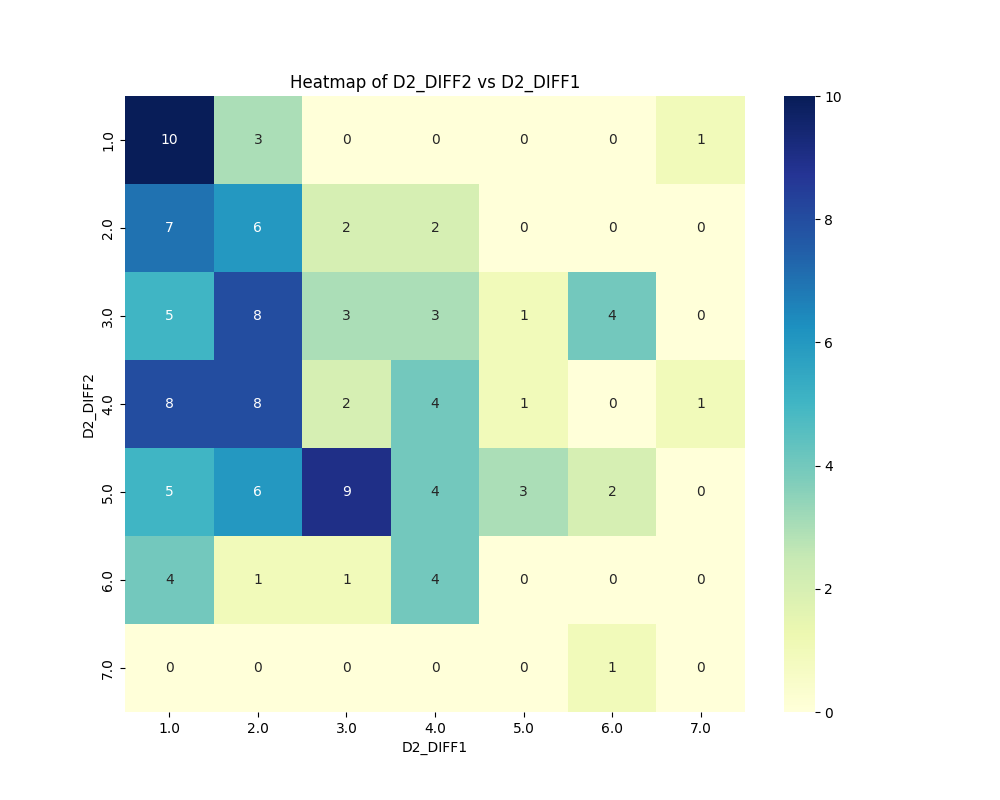 Heatmap of D2_DIFF2 vs D2_DIFF1
10
1.0 10 3 0 0 0 0 1
2.0 7 6 2 2 0 0 0
8
3.0 5 8 3 3 1 4 0
6
D2_DIFF2
4.0 8 8 2 4 1 0 1
4
5.0 5 6 9 4 3 2 0
2
6.0 4 1 1 4 0 0 0
7.0 0 0 0 0 0 1 0
0
1.0 2.0 3.0 4.0 5.0 6.0 7.0
D2_DIFF1